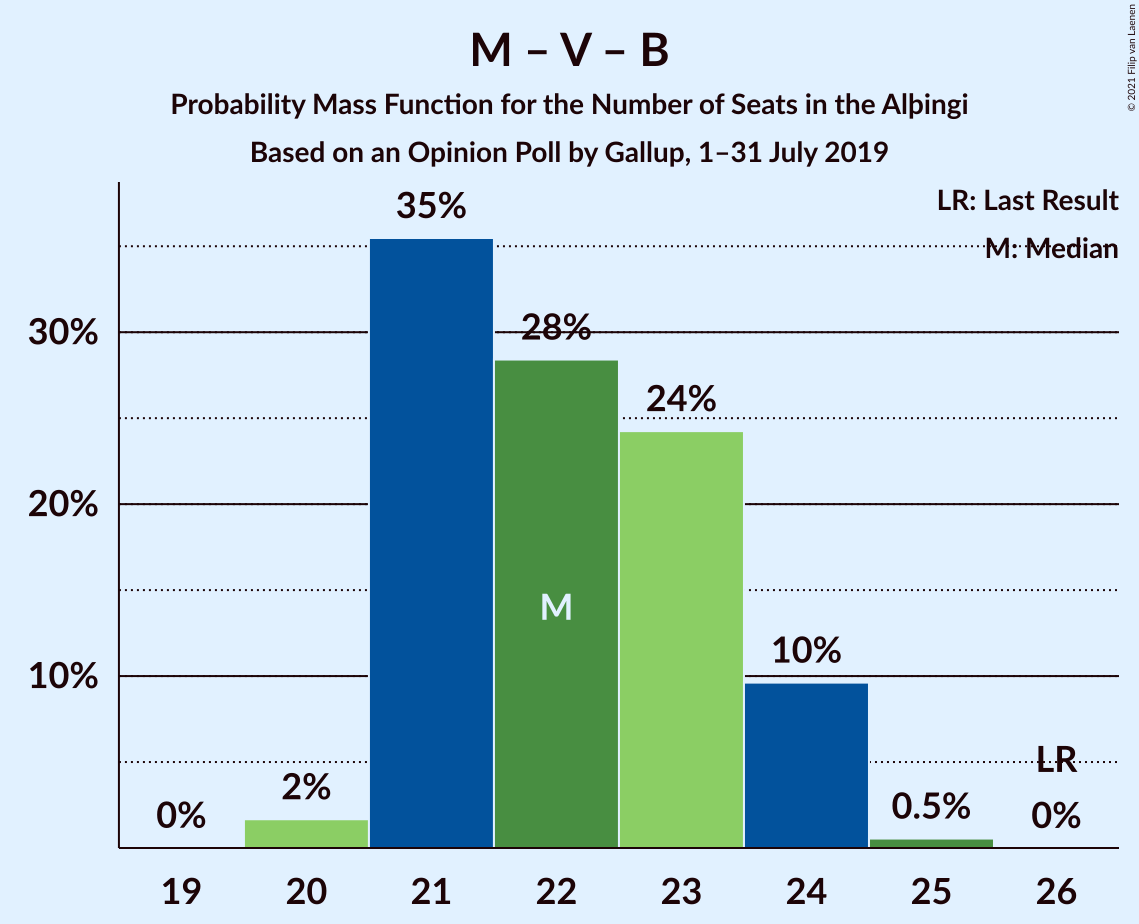 M – V – B
Probability Mass Function for the Number of Seats in the Alþingi
Based on an Opinion Poll by Gallup, 1–31 July 2019
© 2021 Filip van Laenen
LR: Last Result
M: Median
35%
30%
28%
24%
20%
M
10%
10%
LR
2%
0%
0.5%
0%
19 20 21 22 23 24 25 26